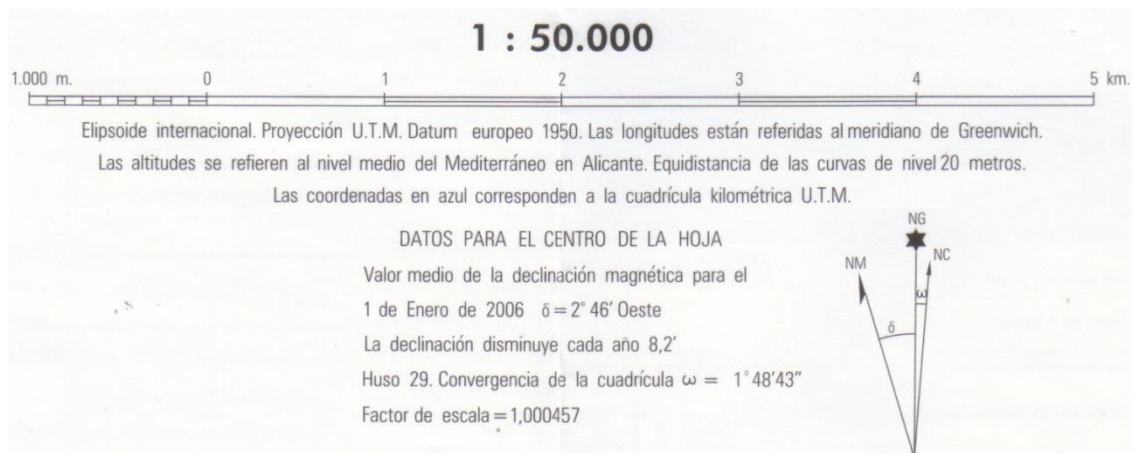 1 : 50.000
1.000 m. 0 1 2 3 4 5 km.
Elipsoide internacional. Proyección U.T.M. Datum europeo 1950. Las longitudes están referidas al meridiano de Greenwich.
Las altitudes se refieren al nivel medio del Mediterráneo en Alicante. Equidistancia de las curvas de nivel 20 metros.
Las coordenadas en azul corresponden a la cuadrícula kilométrica U.T.M.
DATOS PARA EL CENTRO DE LA HOJA
Valor medio de la declinación magnética para el
1 de Enero de 2006 δ = 2° 46' Oeste
La declinación disminuye cada año 8,2'
Huso 29. Convergencia de la cuadrícula ω = 1° 48' 43"
Factor de escala = 1,000457
NG
NM
NC
ω
δ